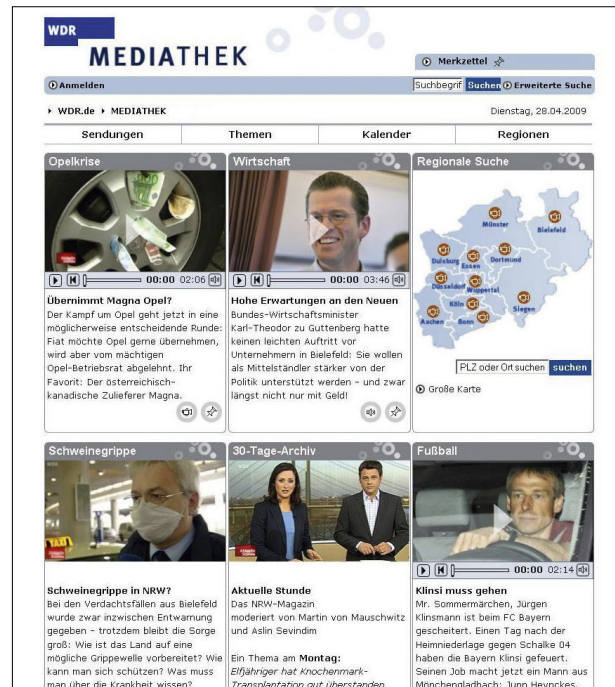 WDR
MEDIATHEK
Merkzettel
Anmelden
Suchbegrif Suchen Erweiterte Suche
WDR.de MEDIATHEK
Dienstag, 28.04.2009
Sendungen Themen Kalender Regionen
Opelkrise
00:00 02:06
Übernimmt Magna Opel?
Der Kampf um Opel geht jetzt in eine
möglicherweise entscheidende Runde:
Fiat möchte Opel gerne übernehmen,
wird aber vom mächtigen
Opel-Betriebsrat abgelehnt. Ihr
Favorit: Der österreichisch-
kanadische Zulieferer Magna.
Wirtschaft
00:00 03:46
Hohe Erwartungen an den Neuen
Bundes-Wirtschaftsminister
Karl-Theodor zu Guttenberg hatte
keinen leichten Auftritt vor
Unternehmern in Bielefeld: Sie wollen
als Mittelständler stärker von der
Politik unterstützt werden - und zwar
längst nicht nur mit Geld!
Regionale Suche
Münster
Bielefeld
Duisburg
Essen
Dortmund
Düsseldorf
Wuppertal
Köln
Siegen
Aachen
Bonn
PLZ oder Ort suchen suchen
Große Karte
Schweinegrippe
TAXI
Schweinegrippe in NRW?
Bei den Verdachtsfällen aus Bielefeld
wurde zwar inzwischen Entwarnung
gegeben - trotzdem bleibt die Sorge
groß: Wie ist das Land auf eine
mögliche Grippewelle vorbereitet? Wie
kann man sich schützen? Was muss
man über die Krankheit wissen?
30-Tage-Archiv
Aktuelle Stunde
Das NRW-Magazin
moderiert von Martin von Mauschwitz
und Aslin Sevindim
Ein Thema am Montag:
Elfjähriger hat Knochenmark-
Transplantation gut überstanden
Fußball
00:00 02:14
Klinsi muss gehen
Mr. Sommermärchen, Jürgen
Klinsmann ist beim FC Bayern
gescheitert. Einen Tag nach der
Heimniederlage gegen Schalke 04
haben die Bayern Klinsi gefeuert.
Seinen Job macht jetzt ein Mann aus
Mönchengladbach: Jupp Heynckes.